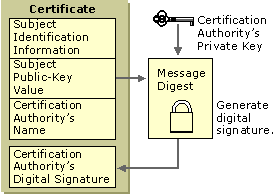 Certificate
Subject
Identification
Information
Subject
Public-Key
Value
Certification
Authority's
Name
Certification
Authority's
Digital Signature
Certification
Authority's
Private Key
Message
Digest
Generate
digital
signature.